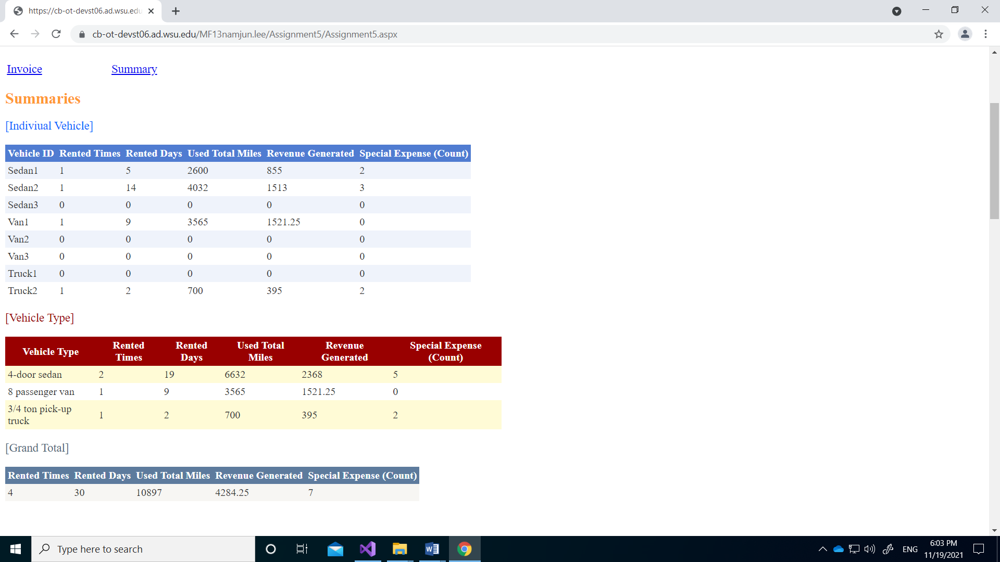 https://cb-ot-devst06.ad.wsu.edu
cb-ot-devst06.ad.wsu.edu/MF13namjun.lee/Assignment5/Assignment5.aspx
Invoice Summary
Summaries
[Indiviual Vehicle]
Vehicle ID Rented Times Rented Days Used Total Miles Revenue Generated Special Expense (Count)
Sedan1 1 5 2600 855 2
Sedan2 1 14 4032 1513 3
Sedan3 0 0 0 0 0
Van1 1 9 3565 1521.25 0
Van2 0 0 0 0 0
Van3 0 0 0 0 0
Truck1 0 0 0 0 0
Truck2 1 2 700 395 2
[Vehicle Type]
Vehicle Type Rented Times Rented Days Used Total Miles Revenue Generated Special Expense (Count)
4-door sedan 2 19 6632 2368 5
8 passenger van 1 9 3565 1521.25 0
3/4 ton pick-up truck 1 2 700 395 2
[Grand Total]
Rented Times Rented Days Used Total Miles Revenue Generated Special Expense (Count)
4 30 10897 4284.25 7
Type here to search
ENG
6:03 PM
11/19/2021